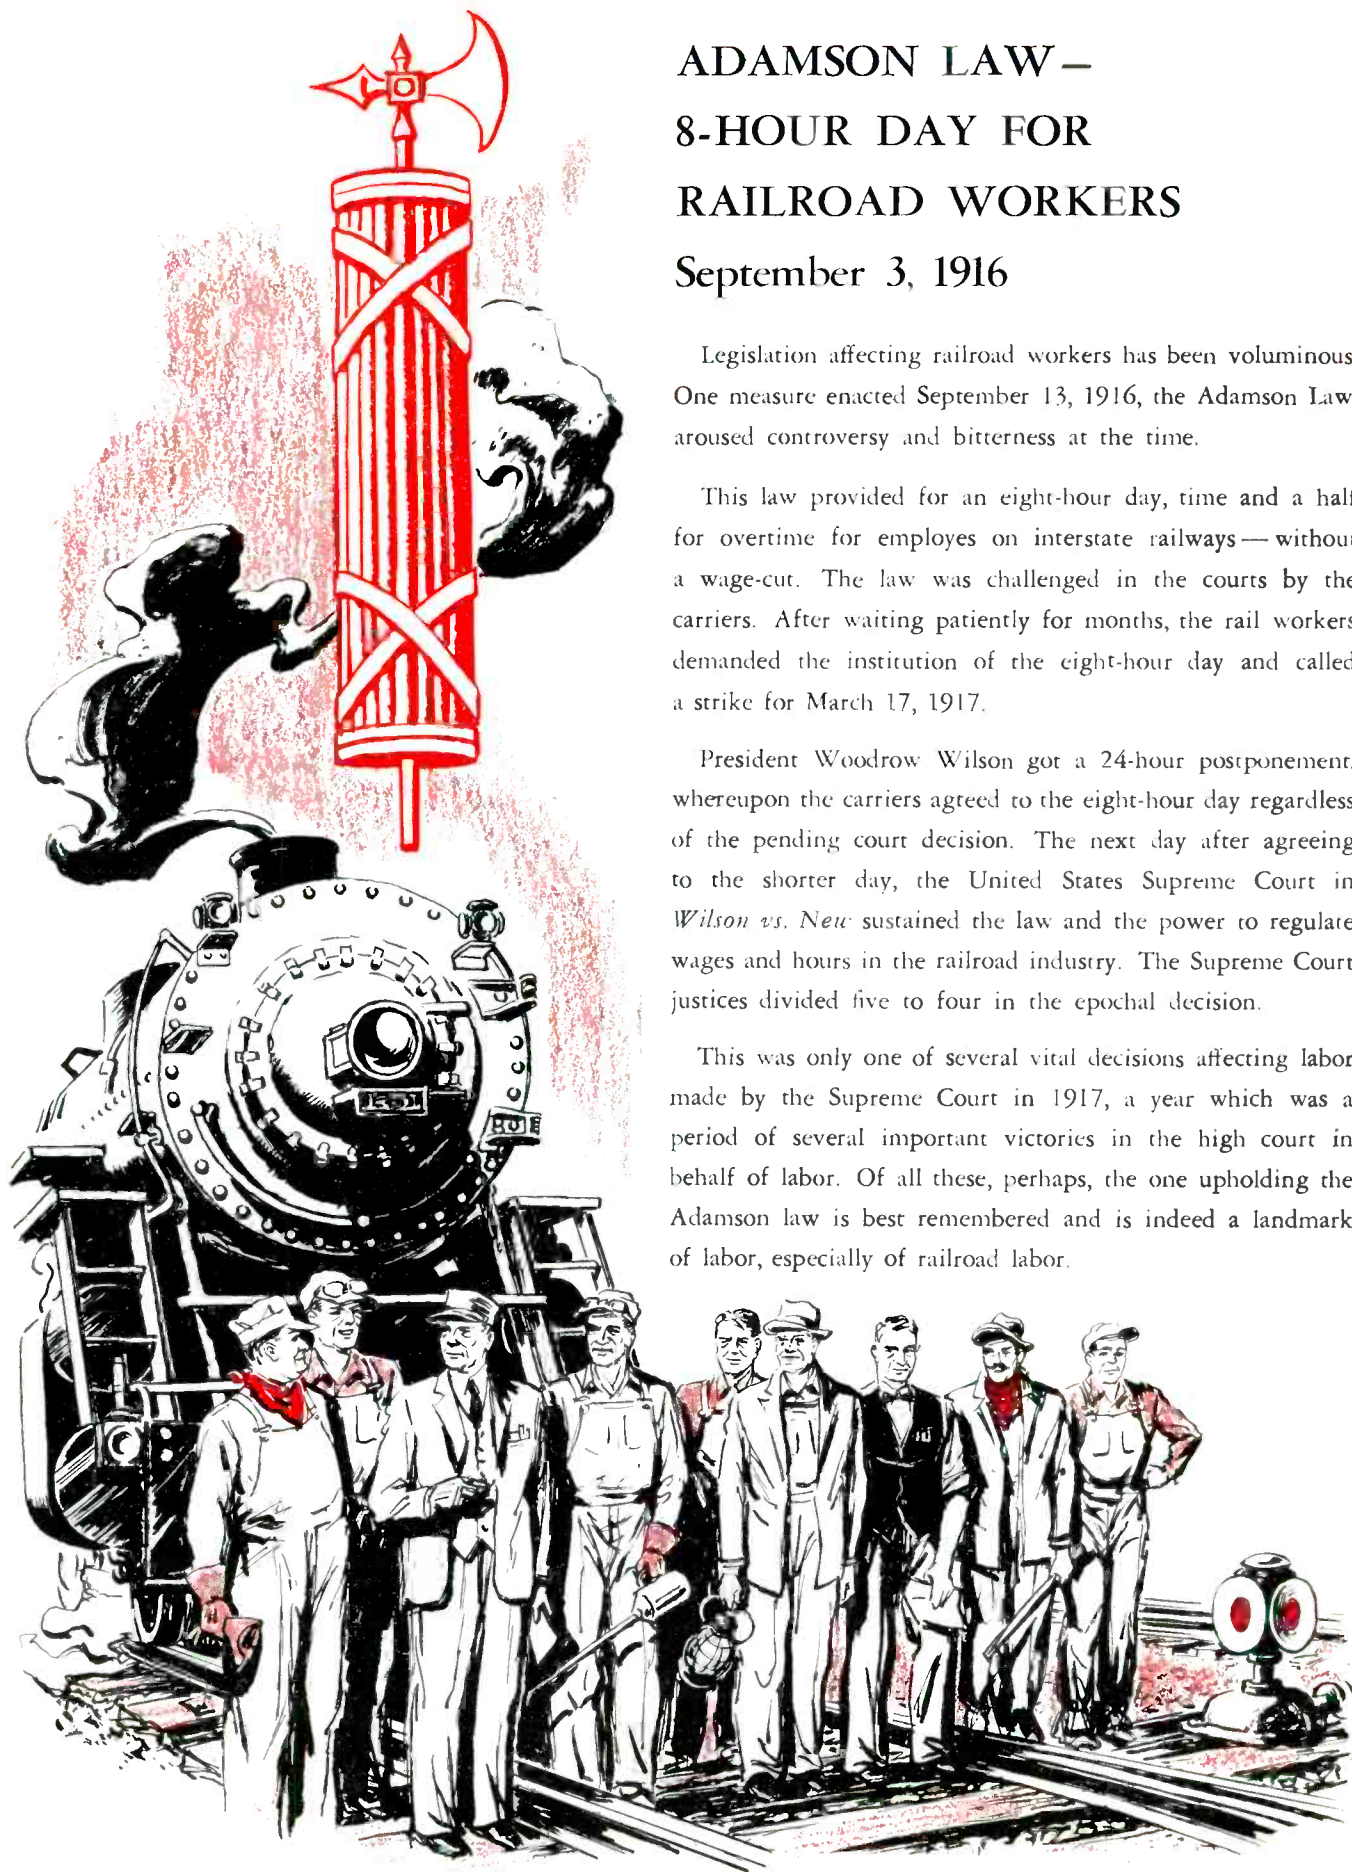 ADAMSON LAW—
8-HOUR DAY FOR
RAILROAD WORKERS
September 3, 1916
Legislation affecting railroad workers has been voluminous
One measure enacted September 13, 1916, the Adamson Law
aroused controversy and bitterness at the time.
This law provided for an eight-hour day, time and a half
for overtime for employes on interstate railways — without
a wage-cut. The law was challenged in the courts by the
carriers. After waiting patiently for months, the rail workers
demanded the institution of the eight-hour day and called
a strike for March 17, 1917.
President Woodrow Wilson got a 24-hour postponement,
whereupon the carriers agreed to the eight-hour day regardless
of the pending court decision. The next day after agreeing
to the shorter day, the United States Supreme Court in
Wilson vs. New sustained the law and the power to regulate
wages and hours in the railroad industry. The Supreme Court
justices divided five to four in the epochal decision.
This was only one of several vital decisions affecting labor
made by the Supreme Court in 1917, a year which was a
period of several important victories in the high court in
behalf of labor. Of all these, perhaps, the one upholding the
Adamson law is best remembered and is indeed a landmark
of labor, especially of railroad labor.